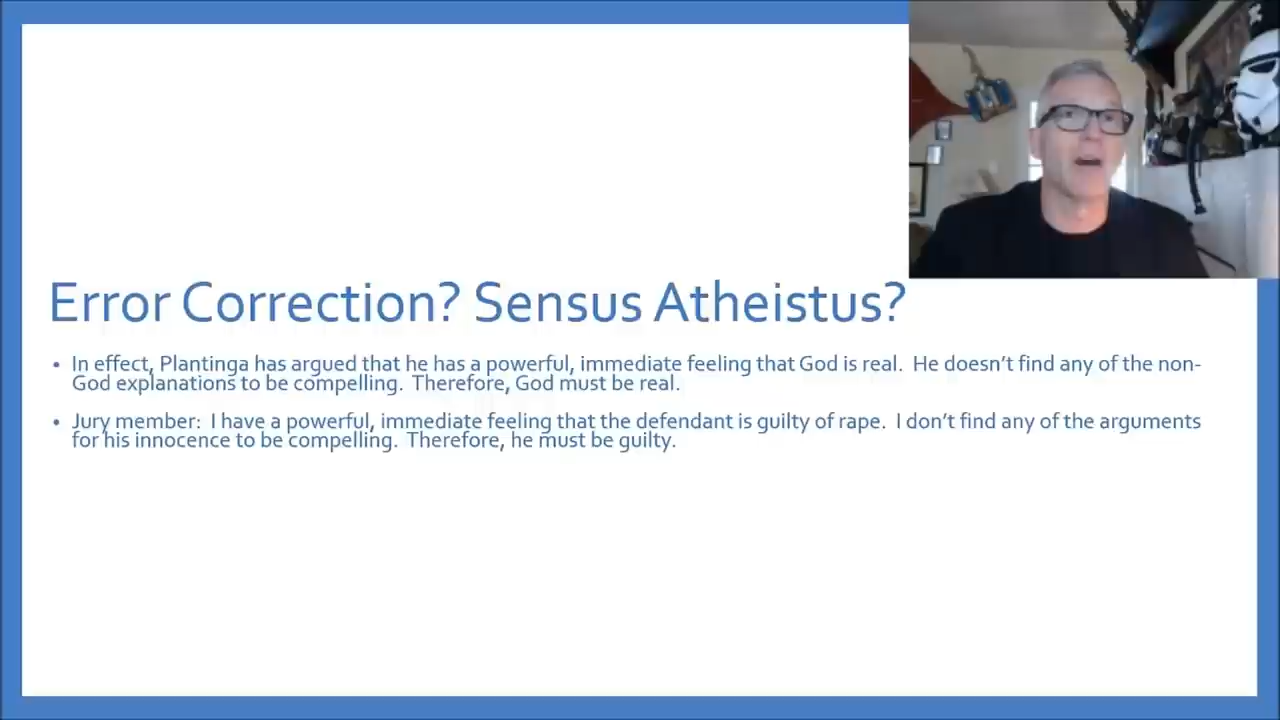 Error Correction? Sensus Atheistus?
• In effect, Plantinga has argued that he has a powerful, immediate feeling that God is real.  He doesn’t find any of the non-
God explanations to be compelling.  Therefore, God must be real.
• Jury member:  I have a powerful, immediate feeling that the defendant is guilty of rape.  I don’t find any of the arguments
for his innocence to be compelling.  Therefore, he must be guilty.